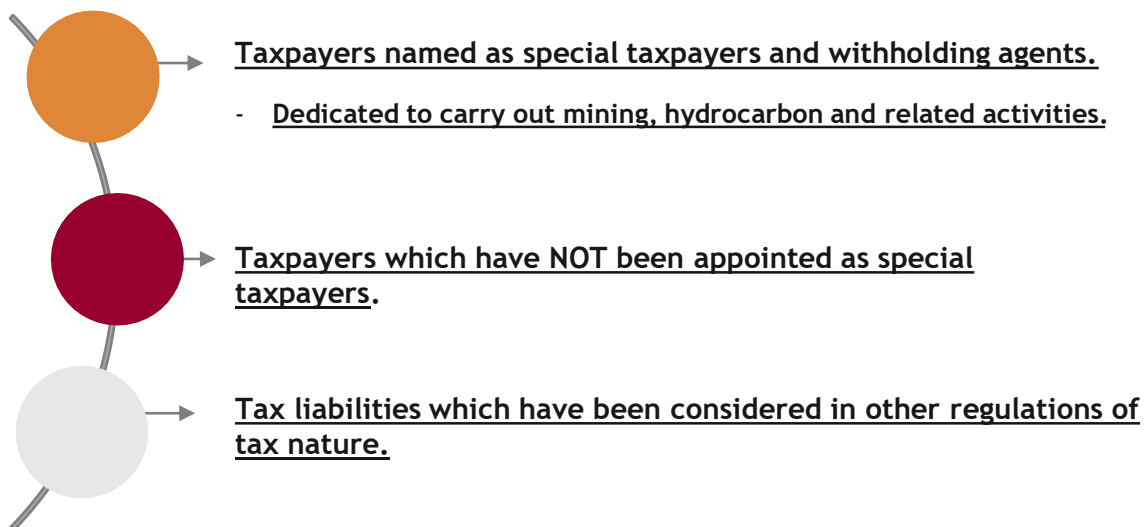 Taxpayers named as special taxpayers and withholding agents.
- Dedicated to carry out mining, hydrocarbon and related activities.
Taxpayers which have NOT been appointed as special
taxpayers.
Tax liabilities which have been considered in other regulations of
tax nature.